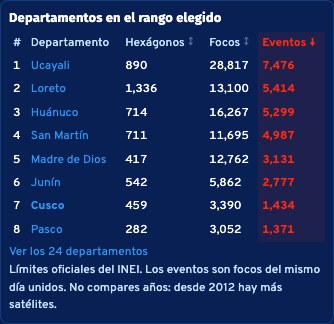 Departamentos en el rango elegido
# Departamento Hexágonos ↕ Focos ↕ Eventos ↓
1 Ucayali 890 28,817 7,476
2 Loreto 1,336 13,100 5,414
3 Huánuco 714 16,267 5,299
4 San Martín 711 11,695 4,987
5 Madre de Dios 417 12,762 3,131
6 Junín 542 5,862 2,777
7 Cusco 459 3,390 1,434
8 Pasco 282 3,052 1,371
Ver los 24 departamentos
Límites oficiales del INEI. Los eventos son focos del mismo
día unidos. No compares años: desde 2012 hay más
satélites.